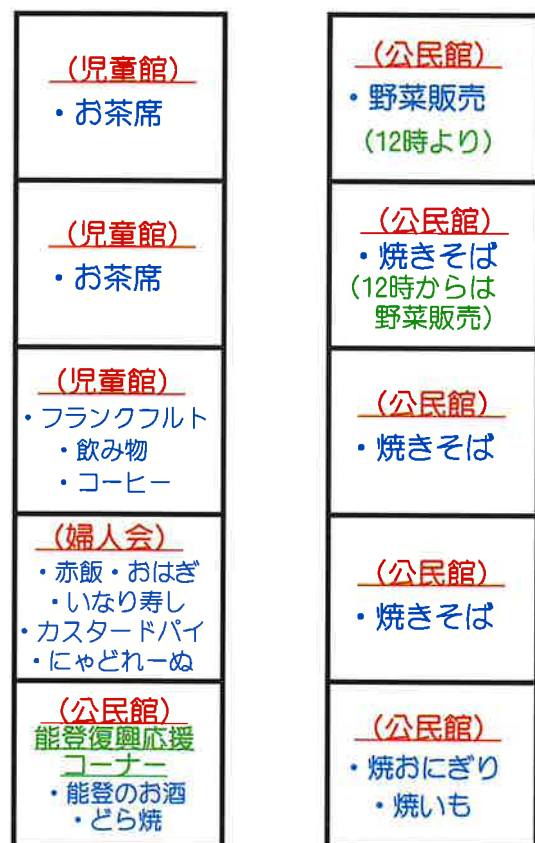 (児童館)
・お茶席
(児童館)
・お茶席
(児童館)
・フランクフルト
・飲み物
・コーヒー
(婦人会)
・赤飯・おはぎ
・いなり寿し
・カスタードパイ
・にゃどれーぬ
(公民館)
能登復興応援
コーナー
・能登のお酒
・どら焼
(公民館)
・野菜販売
(12時より)
(公民館)
・焼きそば
(12時からは
野菜販売)
(公民館)
・焼きそば
(公民館)
・焼きそば
(公民館)
・焼おにぎり
・焼いも